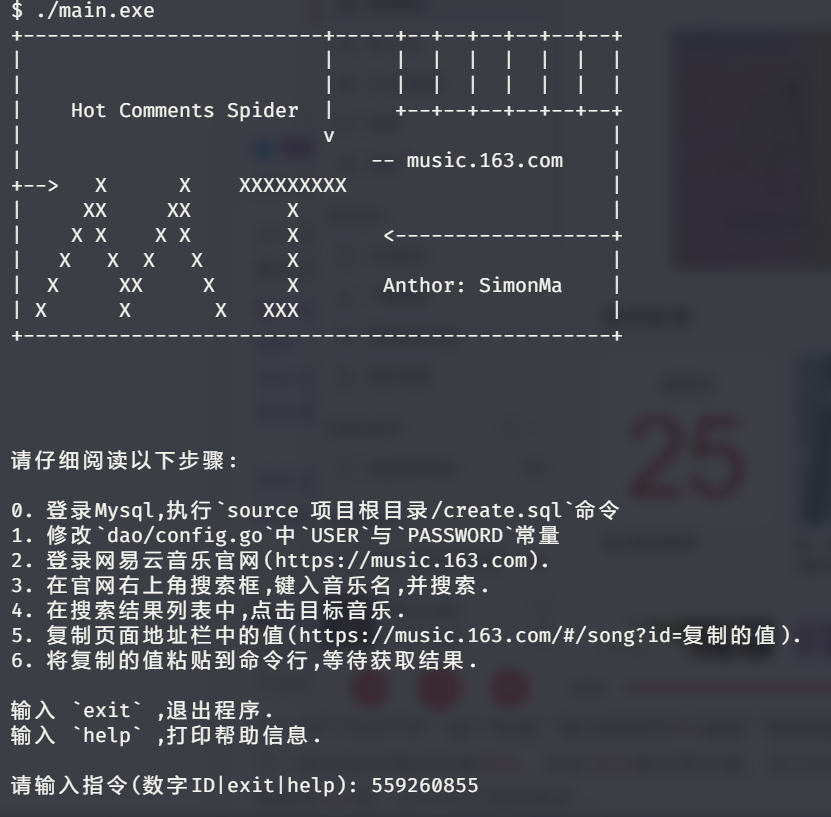 $ ./main.exe
Hot Comments Spider
v
-- music.163.com
+--> X X XXXXXXXXX
XX XX X
X X X X X <-------------------+
X X X X X
X XX X X Anthor: SimonMa
X X X XXX
25
请仔细阅读以下步骤:
0. 登录Mysql,执行`source 项目根目录/create.sql`命令
1. 修改`dao/config.go`中`USER`与`PASSWORD`常量
2. 登录网易云音乐官网(https://music.163.com).
3. 在官网右上角搜索框,键入音乐名,并搜索.
4. 在搜索结果列表中,点击目标音乐.
5. 复制页面地址栏中的值(https://music.163.com/#/song?id=复制的值).
6. 将复制的值粘贴到命令行,等待获取结果.
输入 `exit` ,退出程序.
输入 `help` ,打印帮助信息.
请输入指令(数字ID|exit|help): 559260855